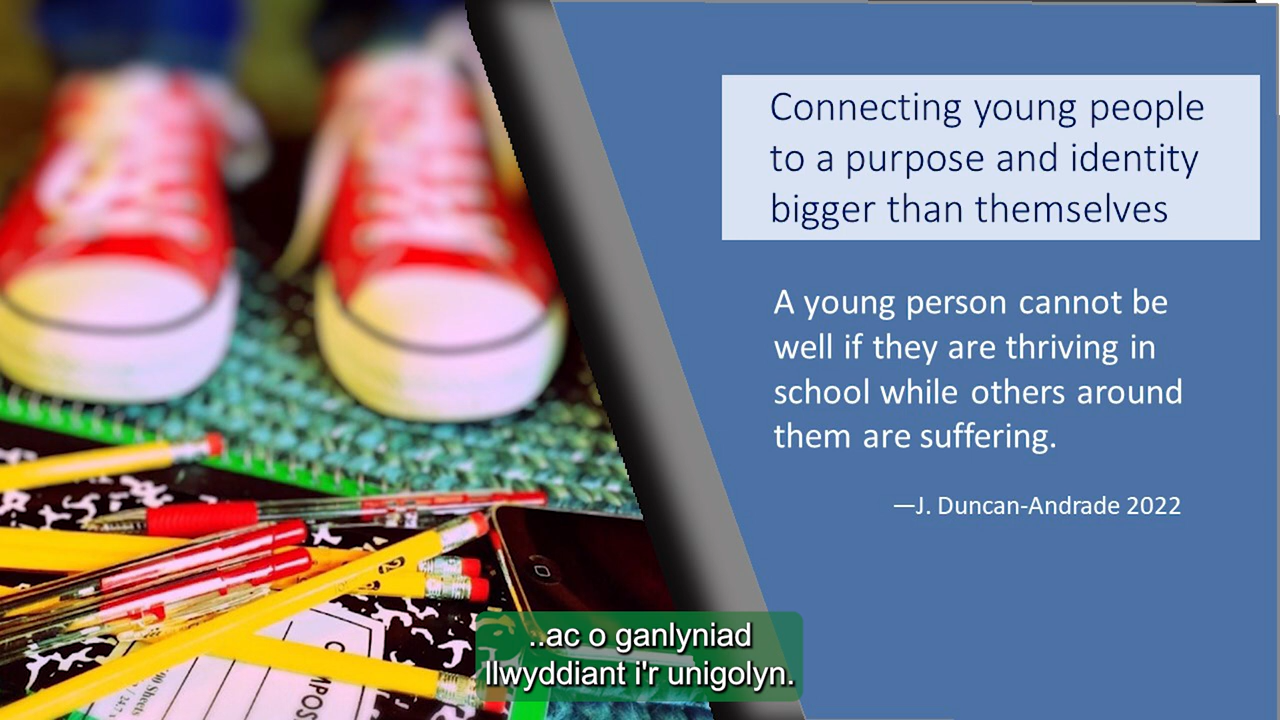 Connecting young people
to a purpose and identity
bigger than themselves
A young person cannot be
well if they are thriving in
school while others around
them are suffering.
—J. Duncan-Andrade 2022
..ac o ganlyniad
llwyddiant i'r unigolyn.